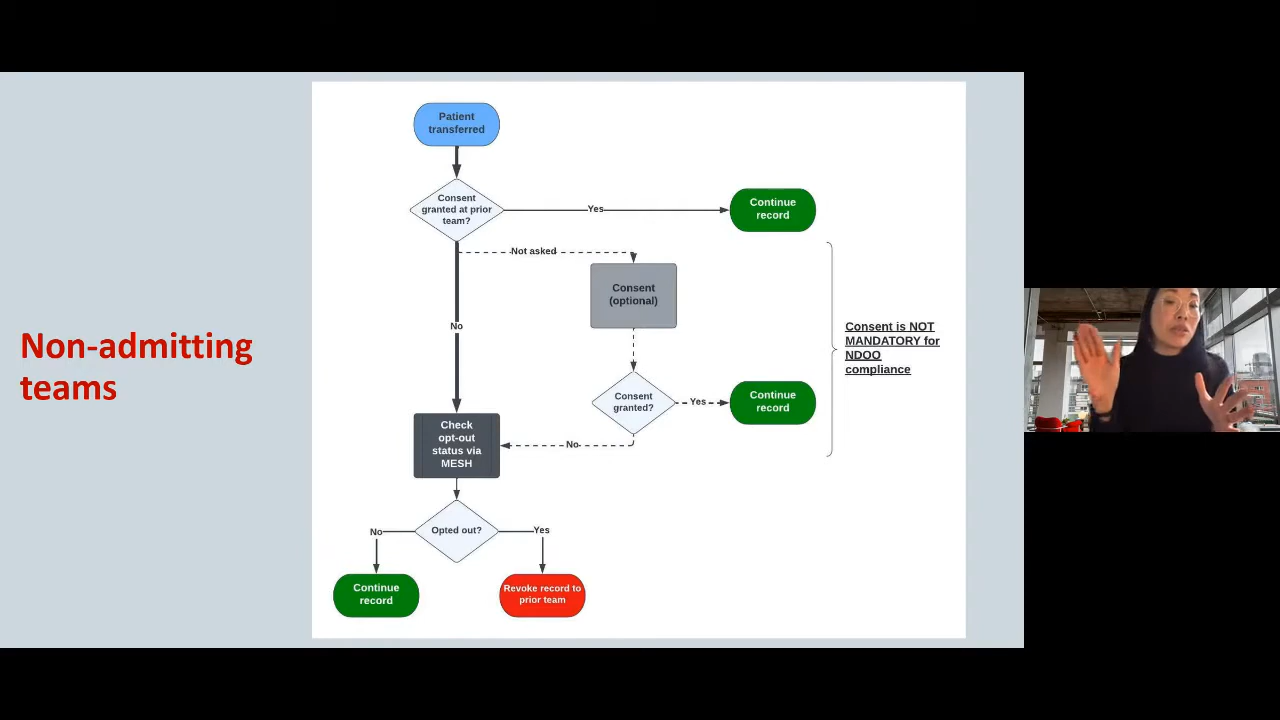 Non-admitting
teams
Patient
transferred
Consent
granted at prior
team?
Yes
Continue
record
Not asked
Consent
(optional)
No
Consent
granted?
Yes
Continue
record
No
Check
opt-out
status via
MESH
Opted out?
No
Yes
Continue
record
Revoke record to
prior team
Consent is NOT
MANDATORY for
NDOO
compliance